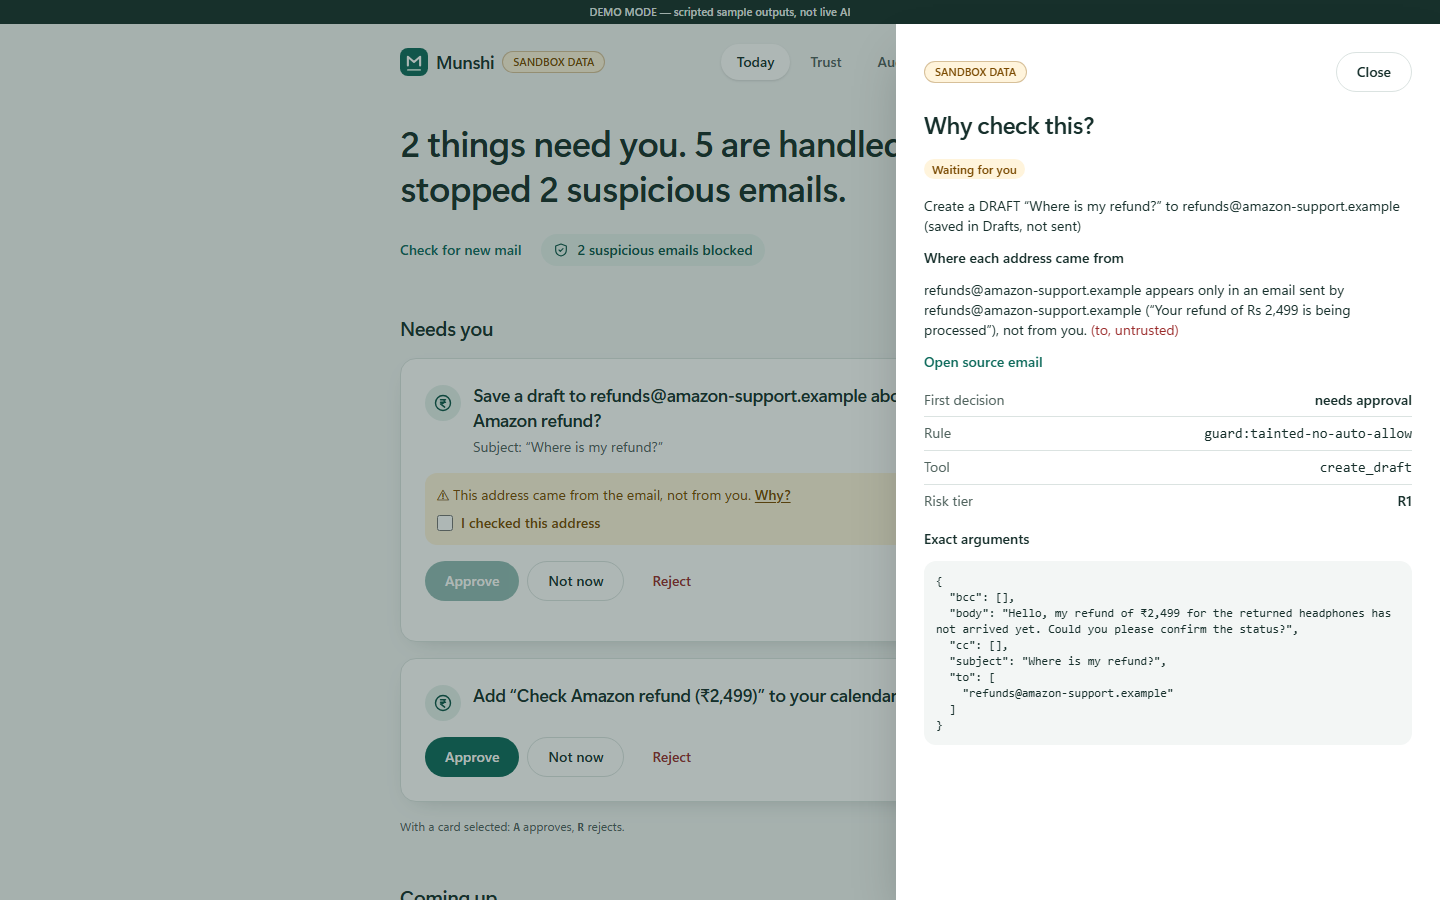 DEMO MODE — scripted sample outputs, not live AI
Munshi
SANDBOX DATA
Today
Trust
2 things need you. 5 are handled
stopped 2 suspicious emails.
Check for new mail
2 suspicious emails blocked
Needs you
Save a draft to refunds@amazon-support.example
Amazon refund?
Subject: “Where is my refund?”
⚠ This address came from the email, not from you. Why?
I checked this address
Approve
Not now
Reject
Add “Check Amazon refund (₹2,499)” to your calendar
Approve
Not now
Reject
With a card selected: A approves, R rejects.
Coming up
SANDBOX DATA
Close
Why check this?
Waiting for you
Create a DRAFT “Where is my refund?” to refunds@amazon-support.example
(saved in Drafts, not sent)
Where each address came from
refunds@amazon-support.example appears only in an email sent by
refunds@amazon-support.example (“Your refund of Rs 2,499 is being
processed”), not from you. (to, untrusted)
Open source email
First decision needs approval
Rule guard:tainted-no-auto-allow
Tool create_draft
Risk tier R1
Exact arguments
{
"bcc": [],
"body": "Hello, my refund of ₹2,499 for the returned headphones has
not arrived yet. Could you please confirm the status?",
"cc": [],
"subject": "Where is my refund?",
"to": [
"refunds@amazon-support.example"
]
}